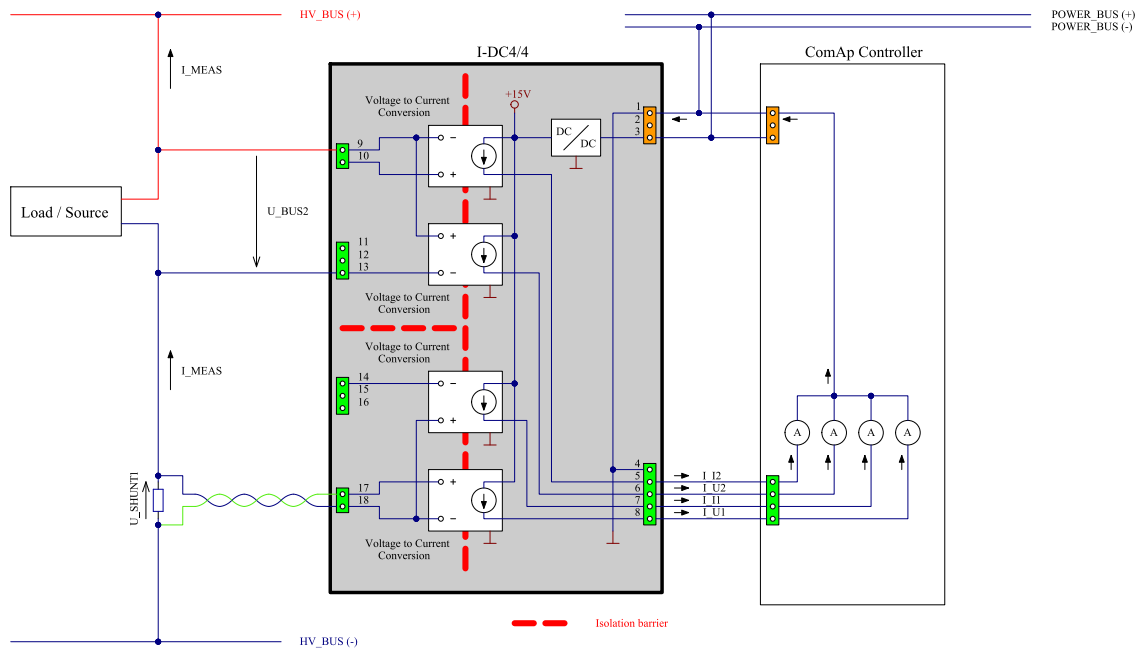 HV_BUS (+)
POWER_BUS (+)
POWER_BUS (-)
I-DC4/4
ComAp Controller
I_MEAS
+15V
Voltage to Current
Conversion
1
2
3
DC
DC
9
10
−
+
Load / Source
U_BUS2
11
12
13
+
−
Voltage to Current
Conversion
Voltage to Current
Conversion
I_MEAS
14
15
16
−
+
A
A
A
A
U_SHUNT1
17
18
+
−
4
5
6
7
8
I_I2
I_U2
I_I1
I_U1
Voltage to Current
Conversion
Isolation barrier
HV_BUS (-)